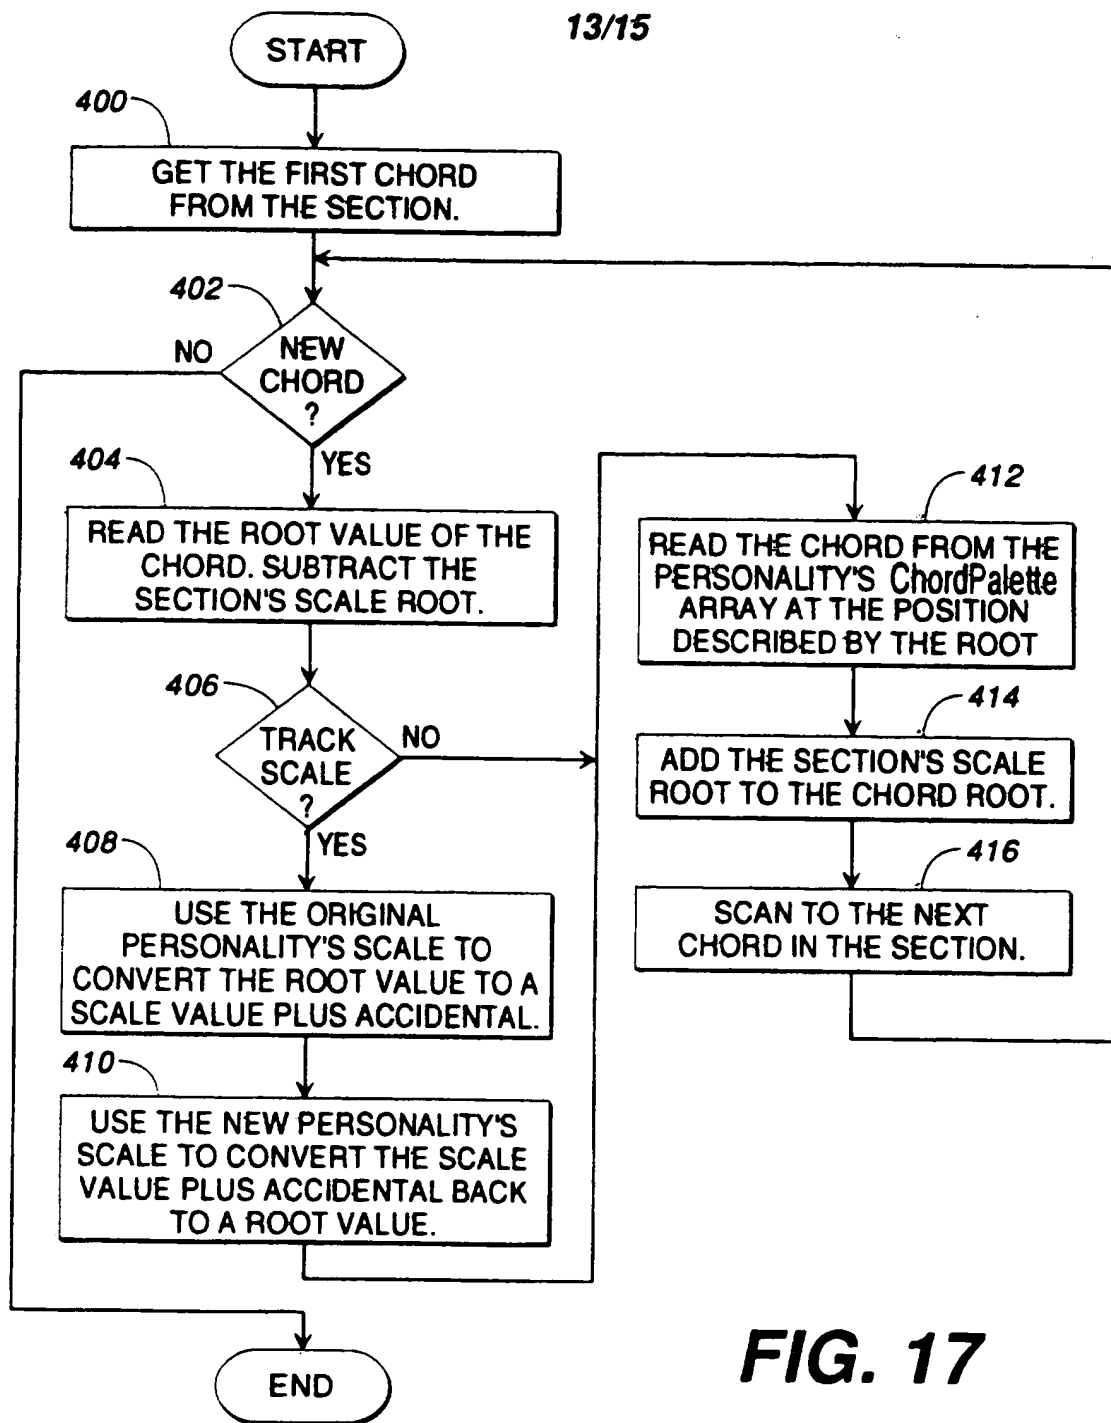 13/15
START
400
GET THE FIRST CHORD
FROM THE SECTION.
402
NO
NEW
CHORD
?
YES
404
READ THE ROOT VALUE OF THE
CHORD. SUBTRACT THE
SECTION'S SCALE ROOT.
406
TRACK
SCALE
?
NO
YES
408
USE THE ORIGINAL
PERSONALITY'S SCALE TO
CONVERT THE ROOT VALUE TO A
SCALE VALUE PLUS ACCIDENTAL.
410
USE THE NEW PERSONALITY'S
SCALE TO CONVERT THE SCALE
VALUE PLUS ACCIDENTAL BACK
TO A ROOT VALUE.
412
READ THE CHORD FROM THE
PERSONALITY'S ChordPalette
ARRAY AT THE POSITION
DESCRIBED BY THE ROOT
414
ADD THE SECTION'S SCALE
ROOT TO THE CHORD ROOT.
416
SCAN TO THE NEXT
CHORD IN THE SECTION.
END
FIG. 17